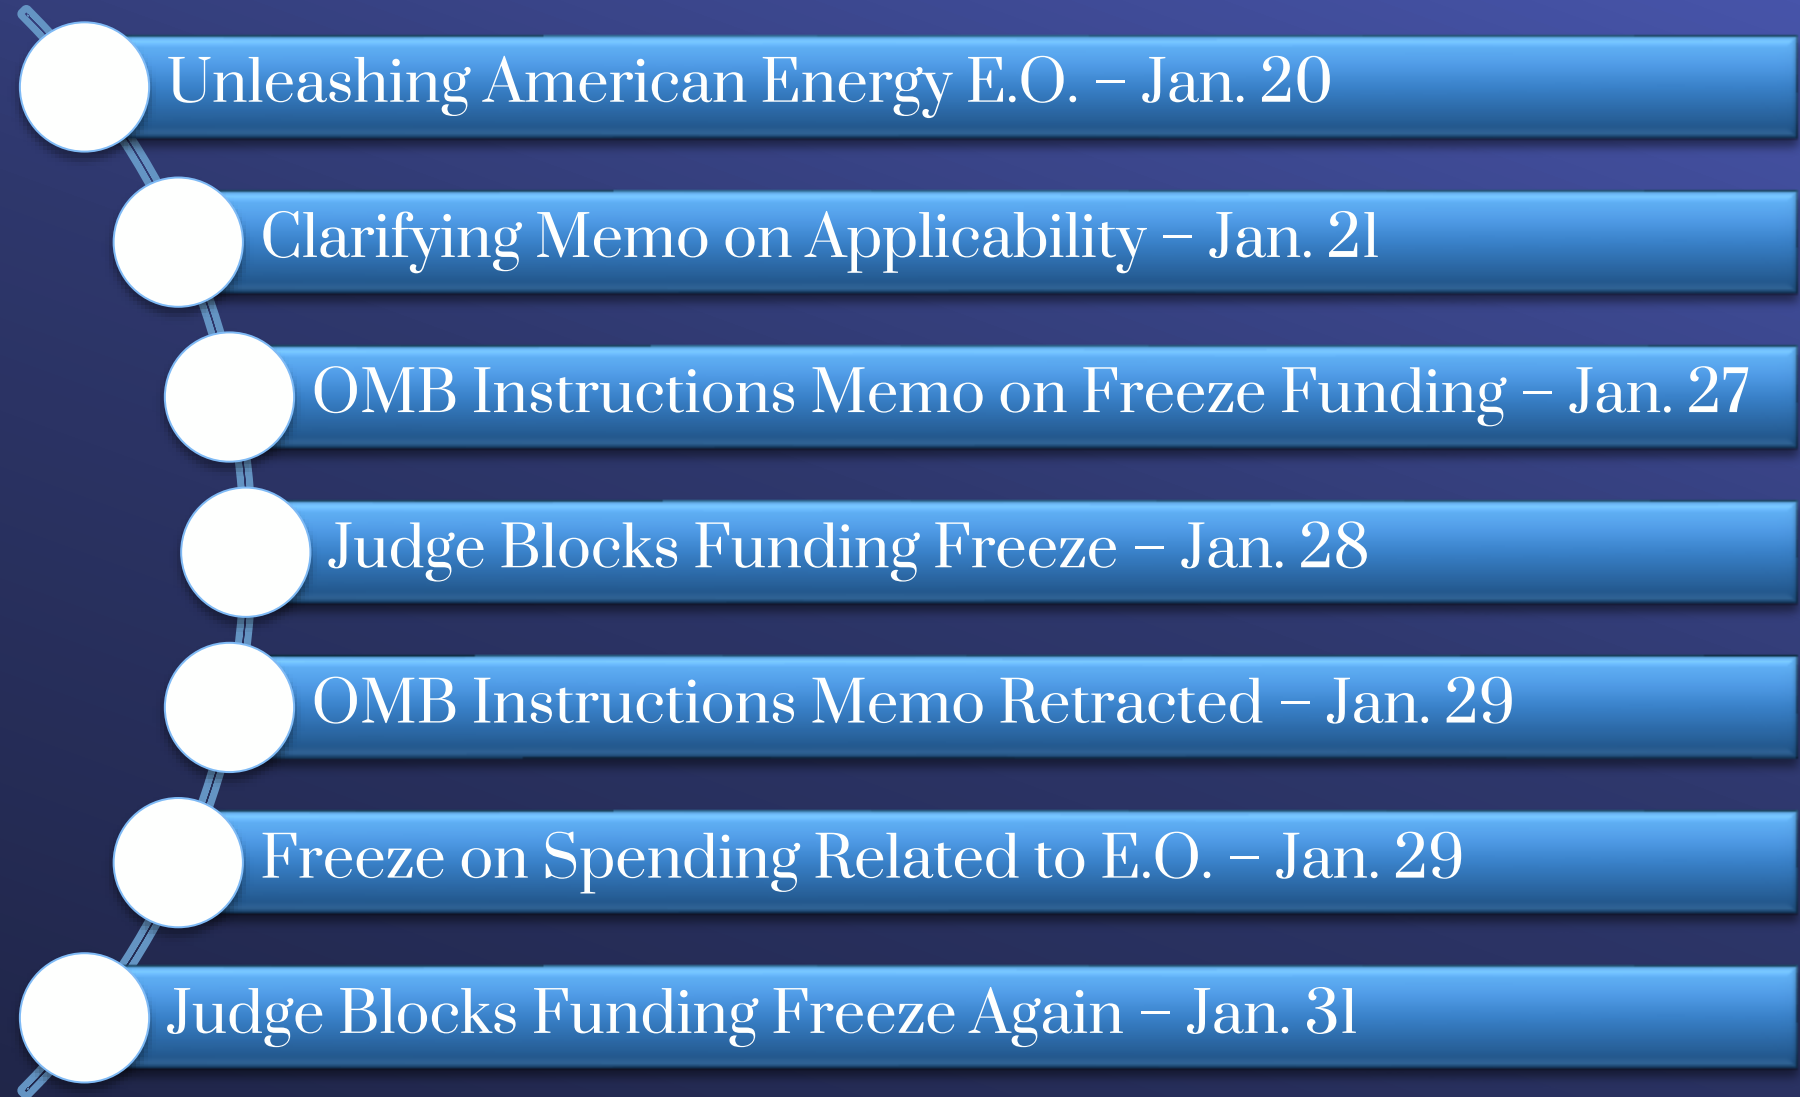 Unleashing American Energy E.O. – Jan. 20
Clarifying Memo on Applicability – Jan. 21
OMB Instructions Memo on Freeze Funding – Jan. 27
Judge Blocks Funding Freeze – Jan. 28
OMB Instructions Memo Retracted – Jan. 29
Freeze on Spending Related to E.O. – Jan. 29
Judge Blocks Funding Freeze Again – Jan. 31